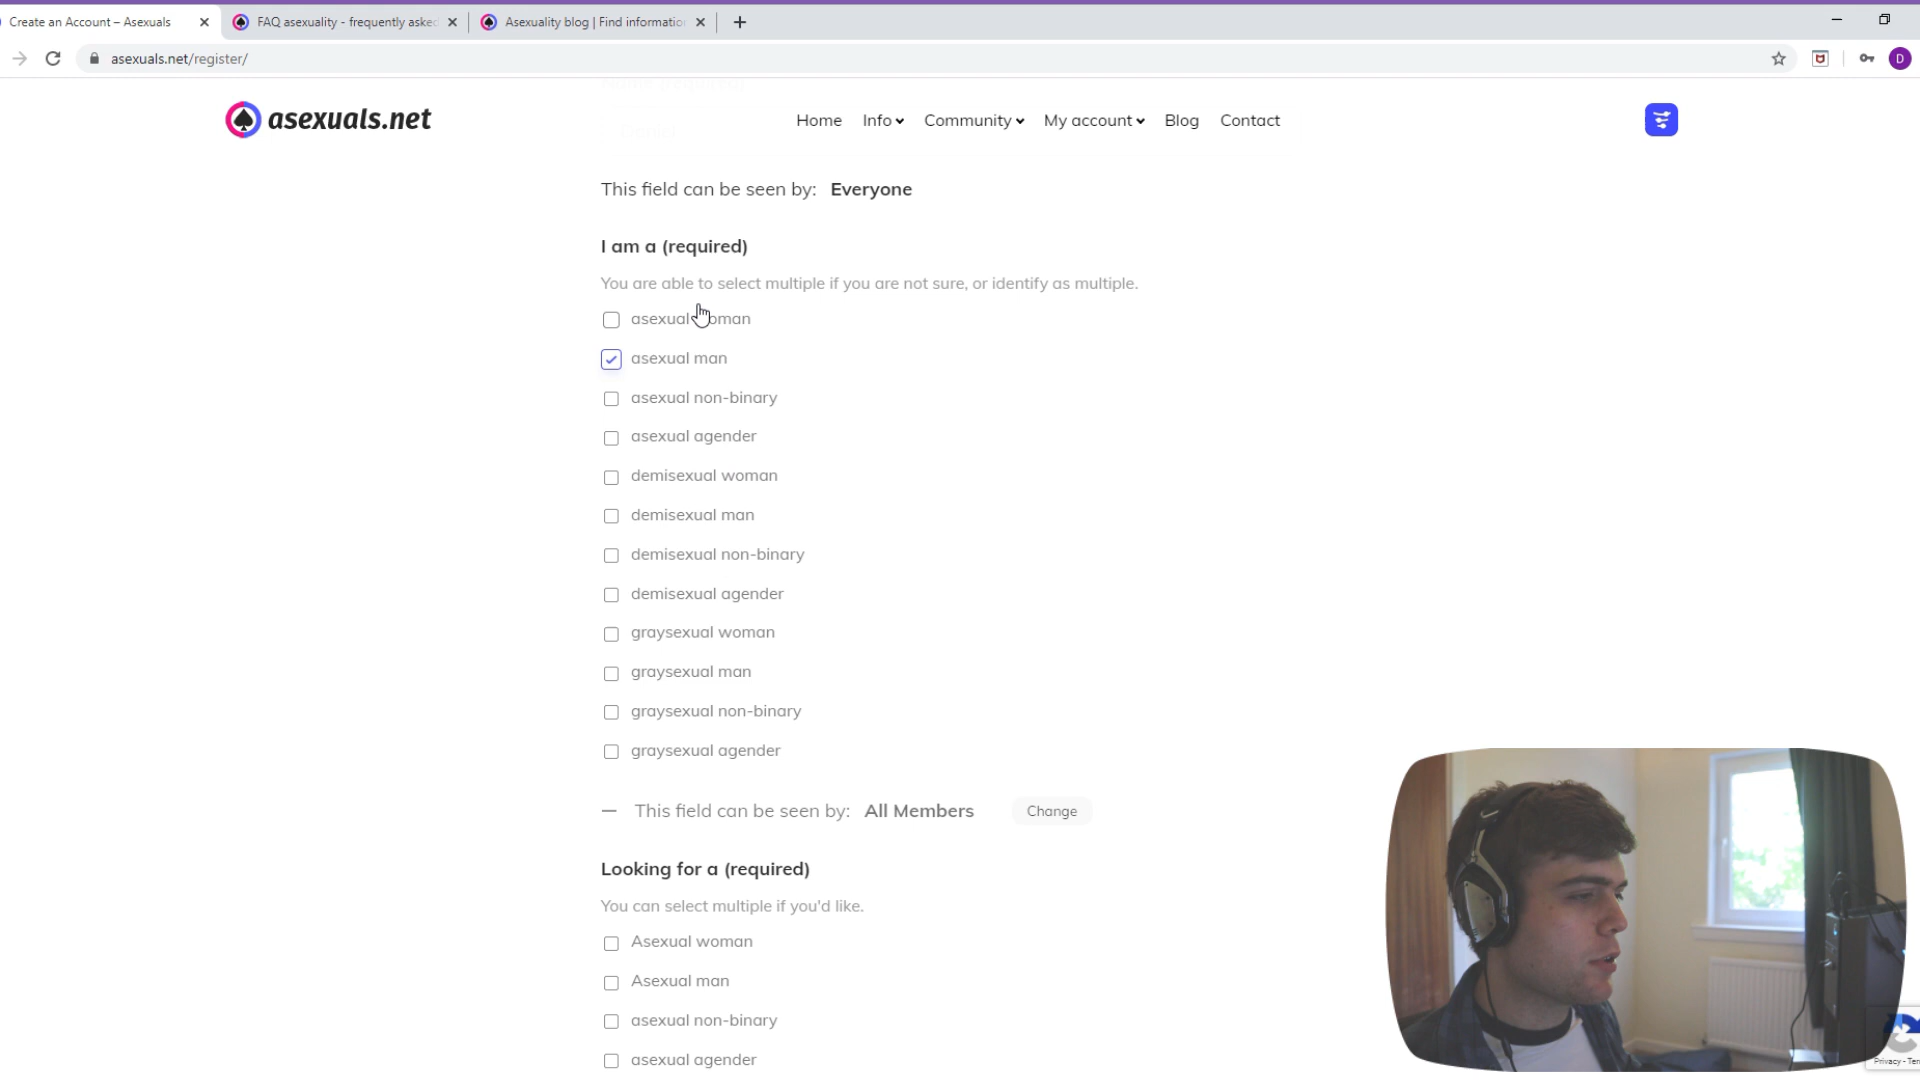 Create an Account – Asexuals
FAQ asexuality - frequently asked
Asexuality blog | Find informatio
D
asexuals.net/register/
asexuals.net
Home
Info
Community
My account
Blog
Contact
This field can be seen by: Everyone
I am a (required)
You are able to select multiple if you are not sure, or identify as multiple.
asexual woman
asexual man
asexual non-binary
asexual agender
demisexual woman
demisexual man
demisexual non-binary
demisexual agender
graysexual woman
graysexual man
graysexual non-binary
graysexual agender
This field can be seen by: All Members
Change
Looking for a (required)
You can select multiple if you'd like.
Asexual woman
Asexual man
asexual non-binary
asexual agender
Privacy - Ter